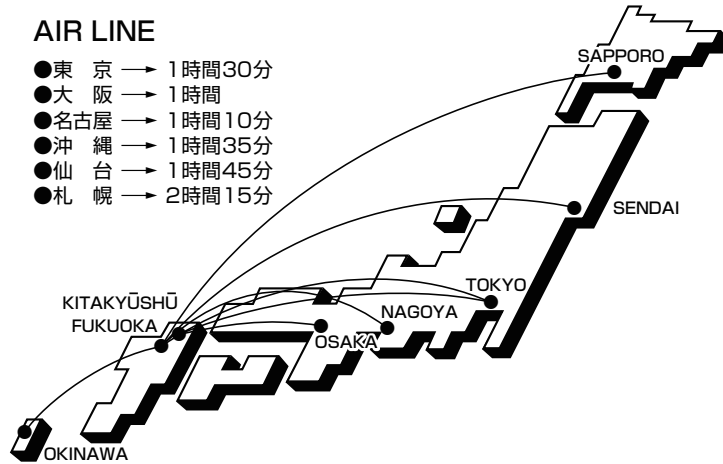 AIR LINE
●東 京 → 1時間30分
●大 阪 → 1時間
●名古屋 → 1時間10分
●沖 縄 → 1時間35分
●仙 台 → 1時間45分
●札 幌 → 2時間15分
SAPPORO
SENDAI
TOKYO
KITAKYŪSHŪ
FUKUOKA
NAGOYA
OSAKA
OKINAWA